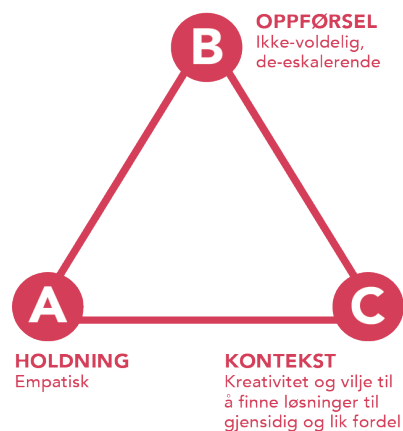 B
OPPFØRSEL
Ikke-voldelig,
de-eskalerende
A
HOLDNING
Empatisk
C
KONTEKST
Kreativitet og vilje til
å finne løsninger til
gjensidig og lik fordel